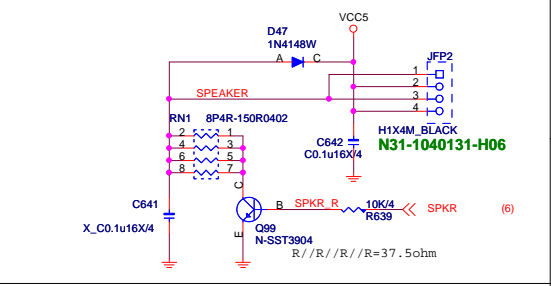 VCC5
D47
1N4148W
A
C
JFP2
1
2
3
4
SPEAKER
RN1
8P4R-150R0402
2
1
4
3
6
5
8
7
C642
C0.1u16X/4
H1X4M_BLACK
N31-1040131-H06
C
C641
X_C0.1u16X/4
B
SPKR_R
10K/4
R639
SPKR
(6)
E
Q99
N-SST3904
R//R//R//R=37.5ohm